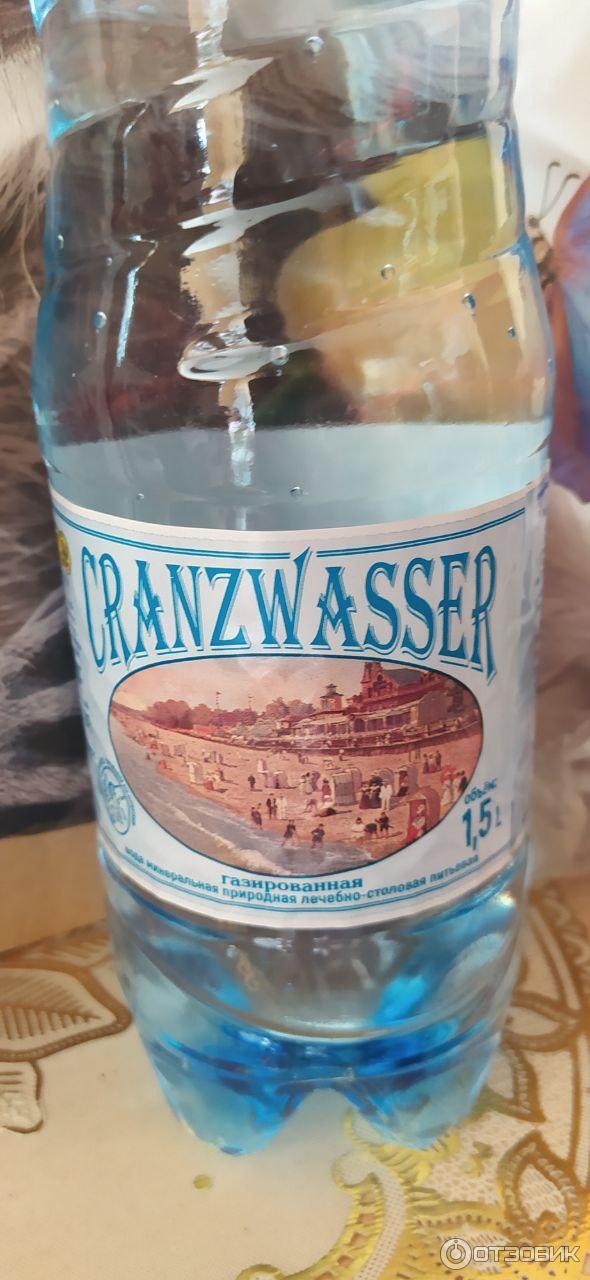 CRANZWASSER
объём:
1,5 L
газированная
вода минеральная природная лечебно-столовая питьевая
ОТЗОВИК